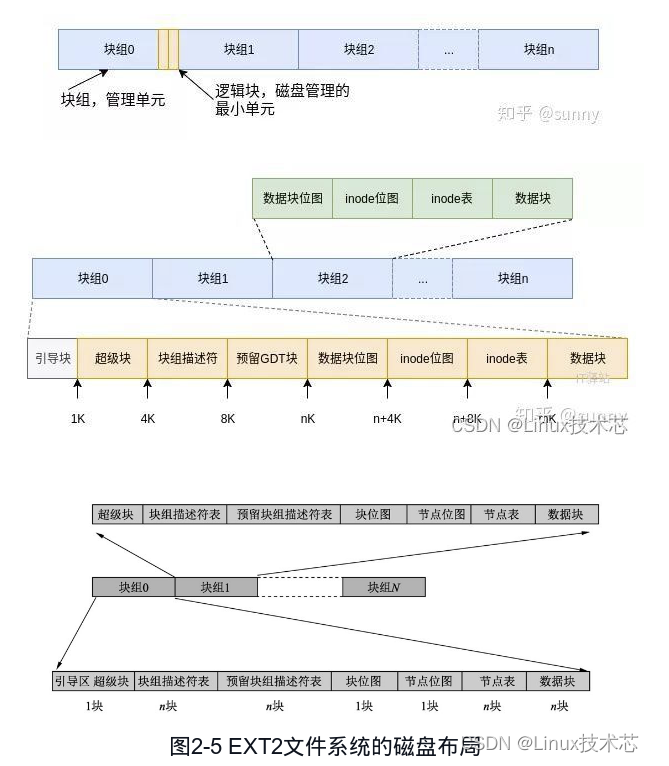 块组0 块组1 块组2 ... 块组n
块组，管理单元
逻辑块，磁盘管理的
最小单元
知乎 @sunny
数据块位图 inode位图 inode表 数据块
块组0 块组1 块组2 ... 块组n
引导块 超级块 块组描述符 预留GDT块 数据块位图 inode位图 inode表 数据块
IT驿站
1K 4K 8K nK n+4K n+8K mK
知乎 @sunny
CSDN @Linux技术芯
超级块 块组描述符表 预留块组描述符表 块位图 节点位图 节点表 数据块
块组0 块组1 块组N
引导区 超级块 块组描述符表 预留块组描述符表 块位图 节点位图 节点表 数据块
1块 n块 n块 1块 1块 n块 n块
图2-5 EXT2文件系统的磁盘布局
CSDN @Linux技术芯